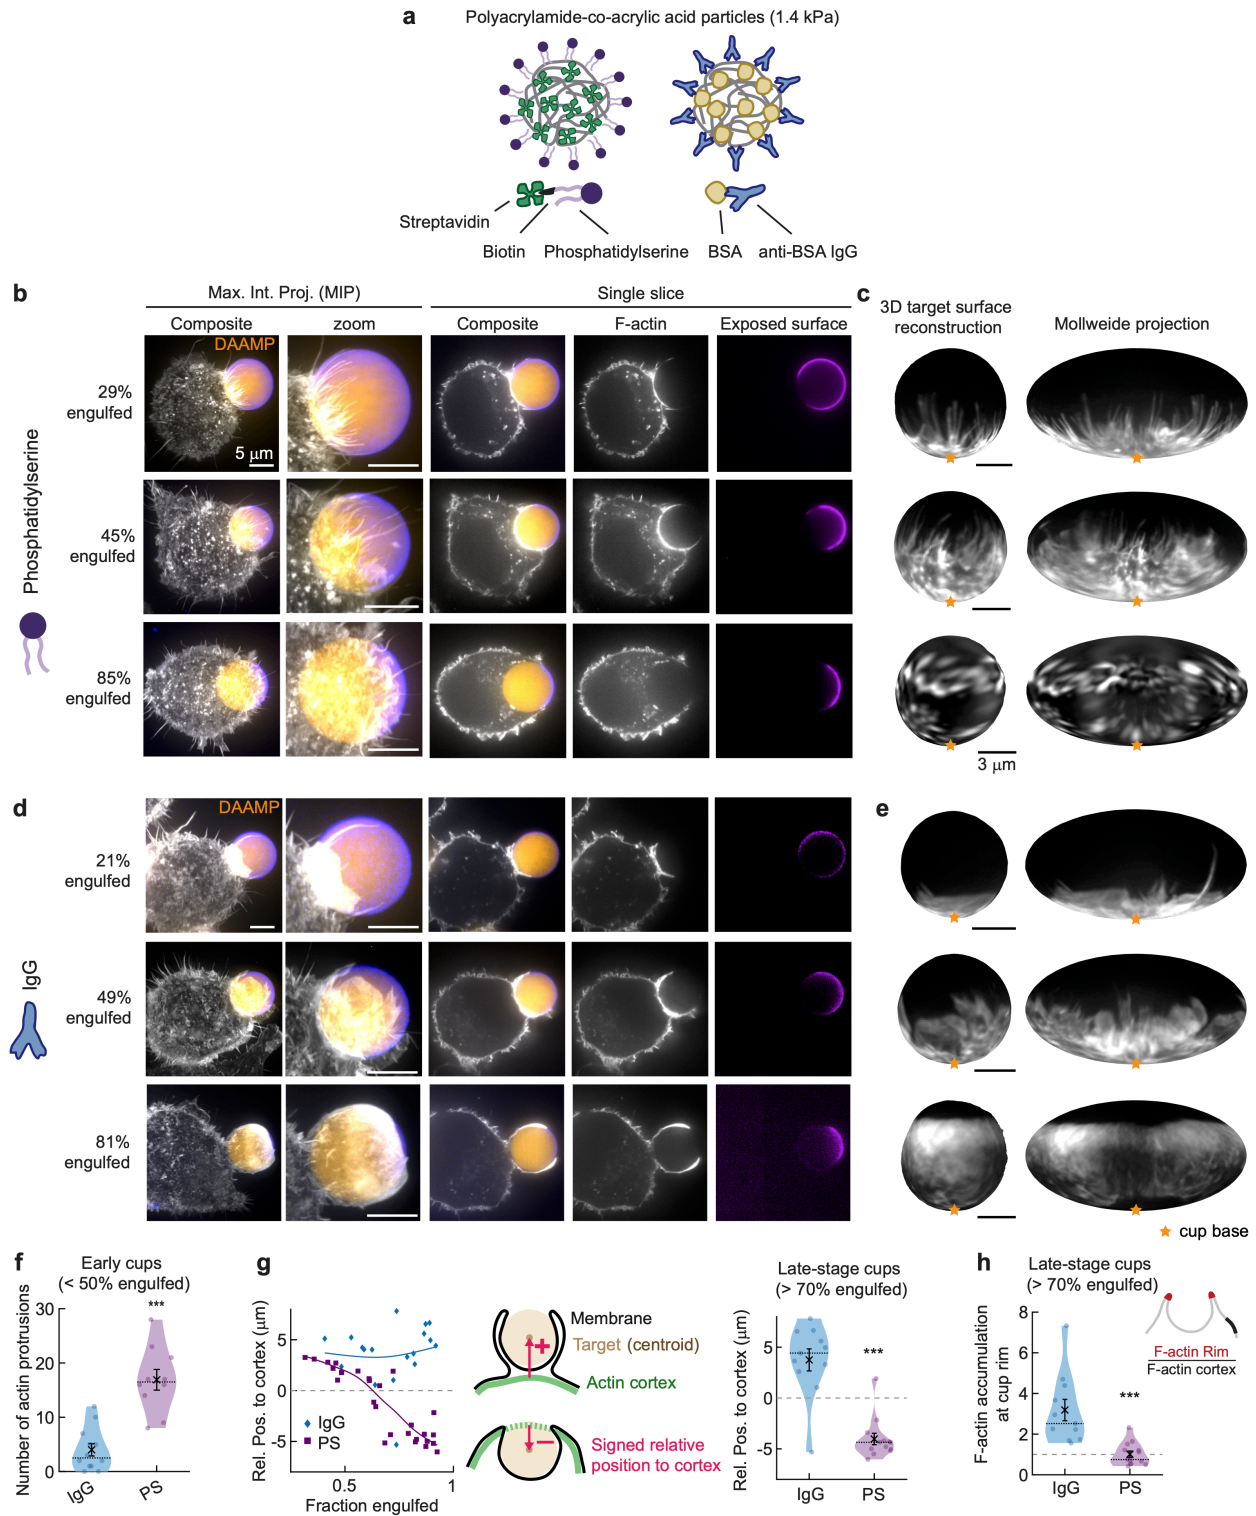 a
Polyacrylamide-co-acrylic acid particles (1.4 kPa)
Streptavidin
Biotin
Phosphatidylserine
BSA
anti-BSA IgG
b
Max. Int. Proj. (MIP)
Single slice
Composite
zoom
Composite
F-actin
Exposed surface
DAAMP
5 μm
Phosphatidylserine
29%
engulfed
45%
engulfed
85%
engulfed
c
3D target surface
reconstruction
Mollweide projection
3 μm
d
DAAMP
IgG
21%
engulfed
49%
engulfed
81%
engulfed
e
cup base
f
Early cups
(< 50% engulfed)
Number of actin protrusions
30
20
10
0
***
IgG
PS
g
Rel. Pos. to cortex (μm)
5
0
-5
IgG
PS
0.5
1
Fraction engulfed
Membrane
Target (centroid)
Actin cortex
Signed relative
position to cortex
Late-stage cups
(> 70% engulfed)
Rel. Pos. to cortex (μm)
5
0
-5
***
IgG
PS
h
Late-stage cups
(> 70% engulfed)
F-actin accumulation
at cup rim
8
6
4
2
0
F-actin Rim
F-actin cortex
***
IgG
PS